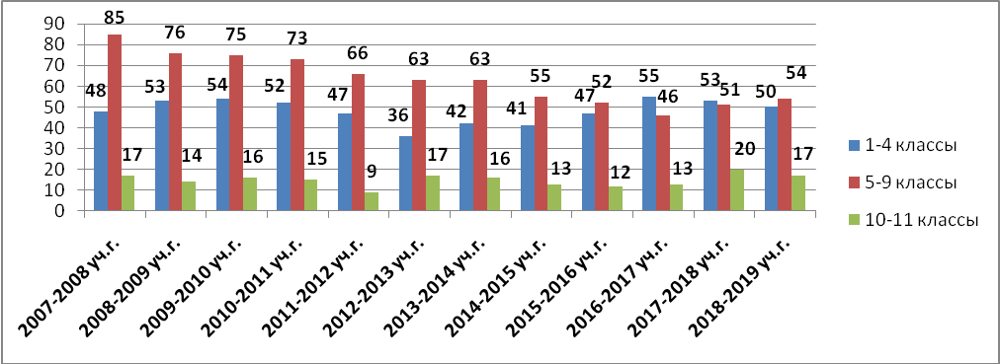 90
80
70
60
50
40
30
20
10
0
48 85 17
53 76 14
54 75 16
52 73 15
47 66 9
36 63 17
42 63 16
41 55 13
47 52 12
55 46 13
53 51 20
50 54 17
2007-2008 уч.г.
2008-2009 уч.г.
2009-2010 уч.г.
2010-2011 уч.г.
2011-2012 уч.г.
2012-2013 уч.г.
2013-2014 уч.г.
2014-2015 уч.г.
2015-2016 уч.г.
2016-2017 уч.г.
2017-2018 уч.г.
2018-2019 уч.г.
1-4 классы
5-9 классы
10-11 классы